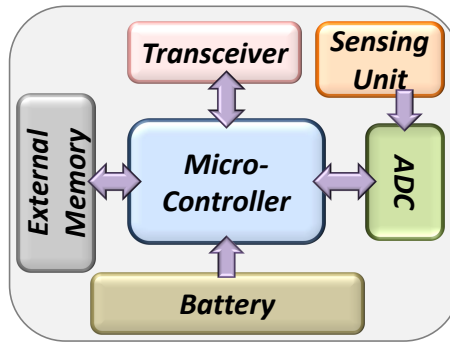 Transceiver
Sensing
Unit
External
Memory
Micro-
Controller
ADC
Battery